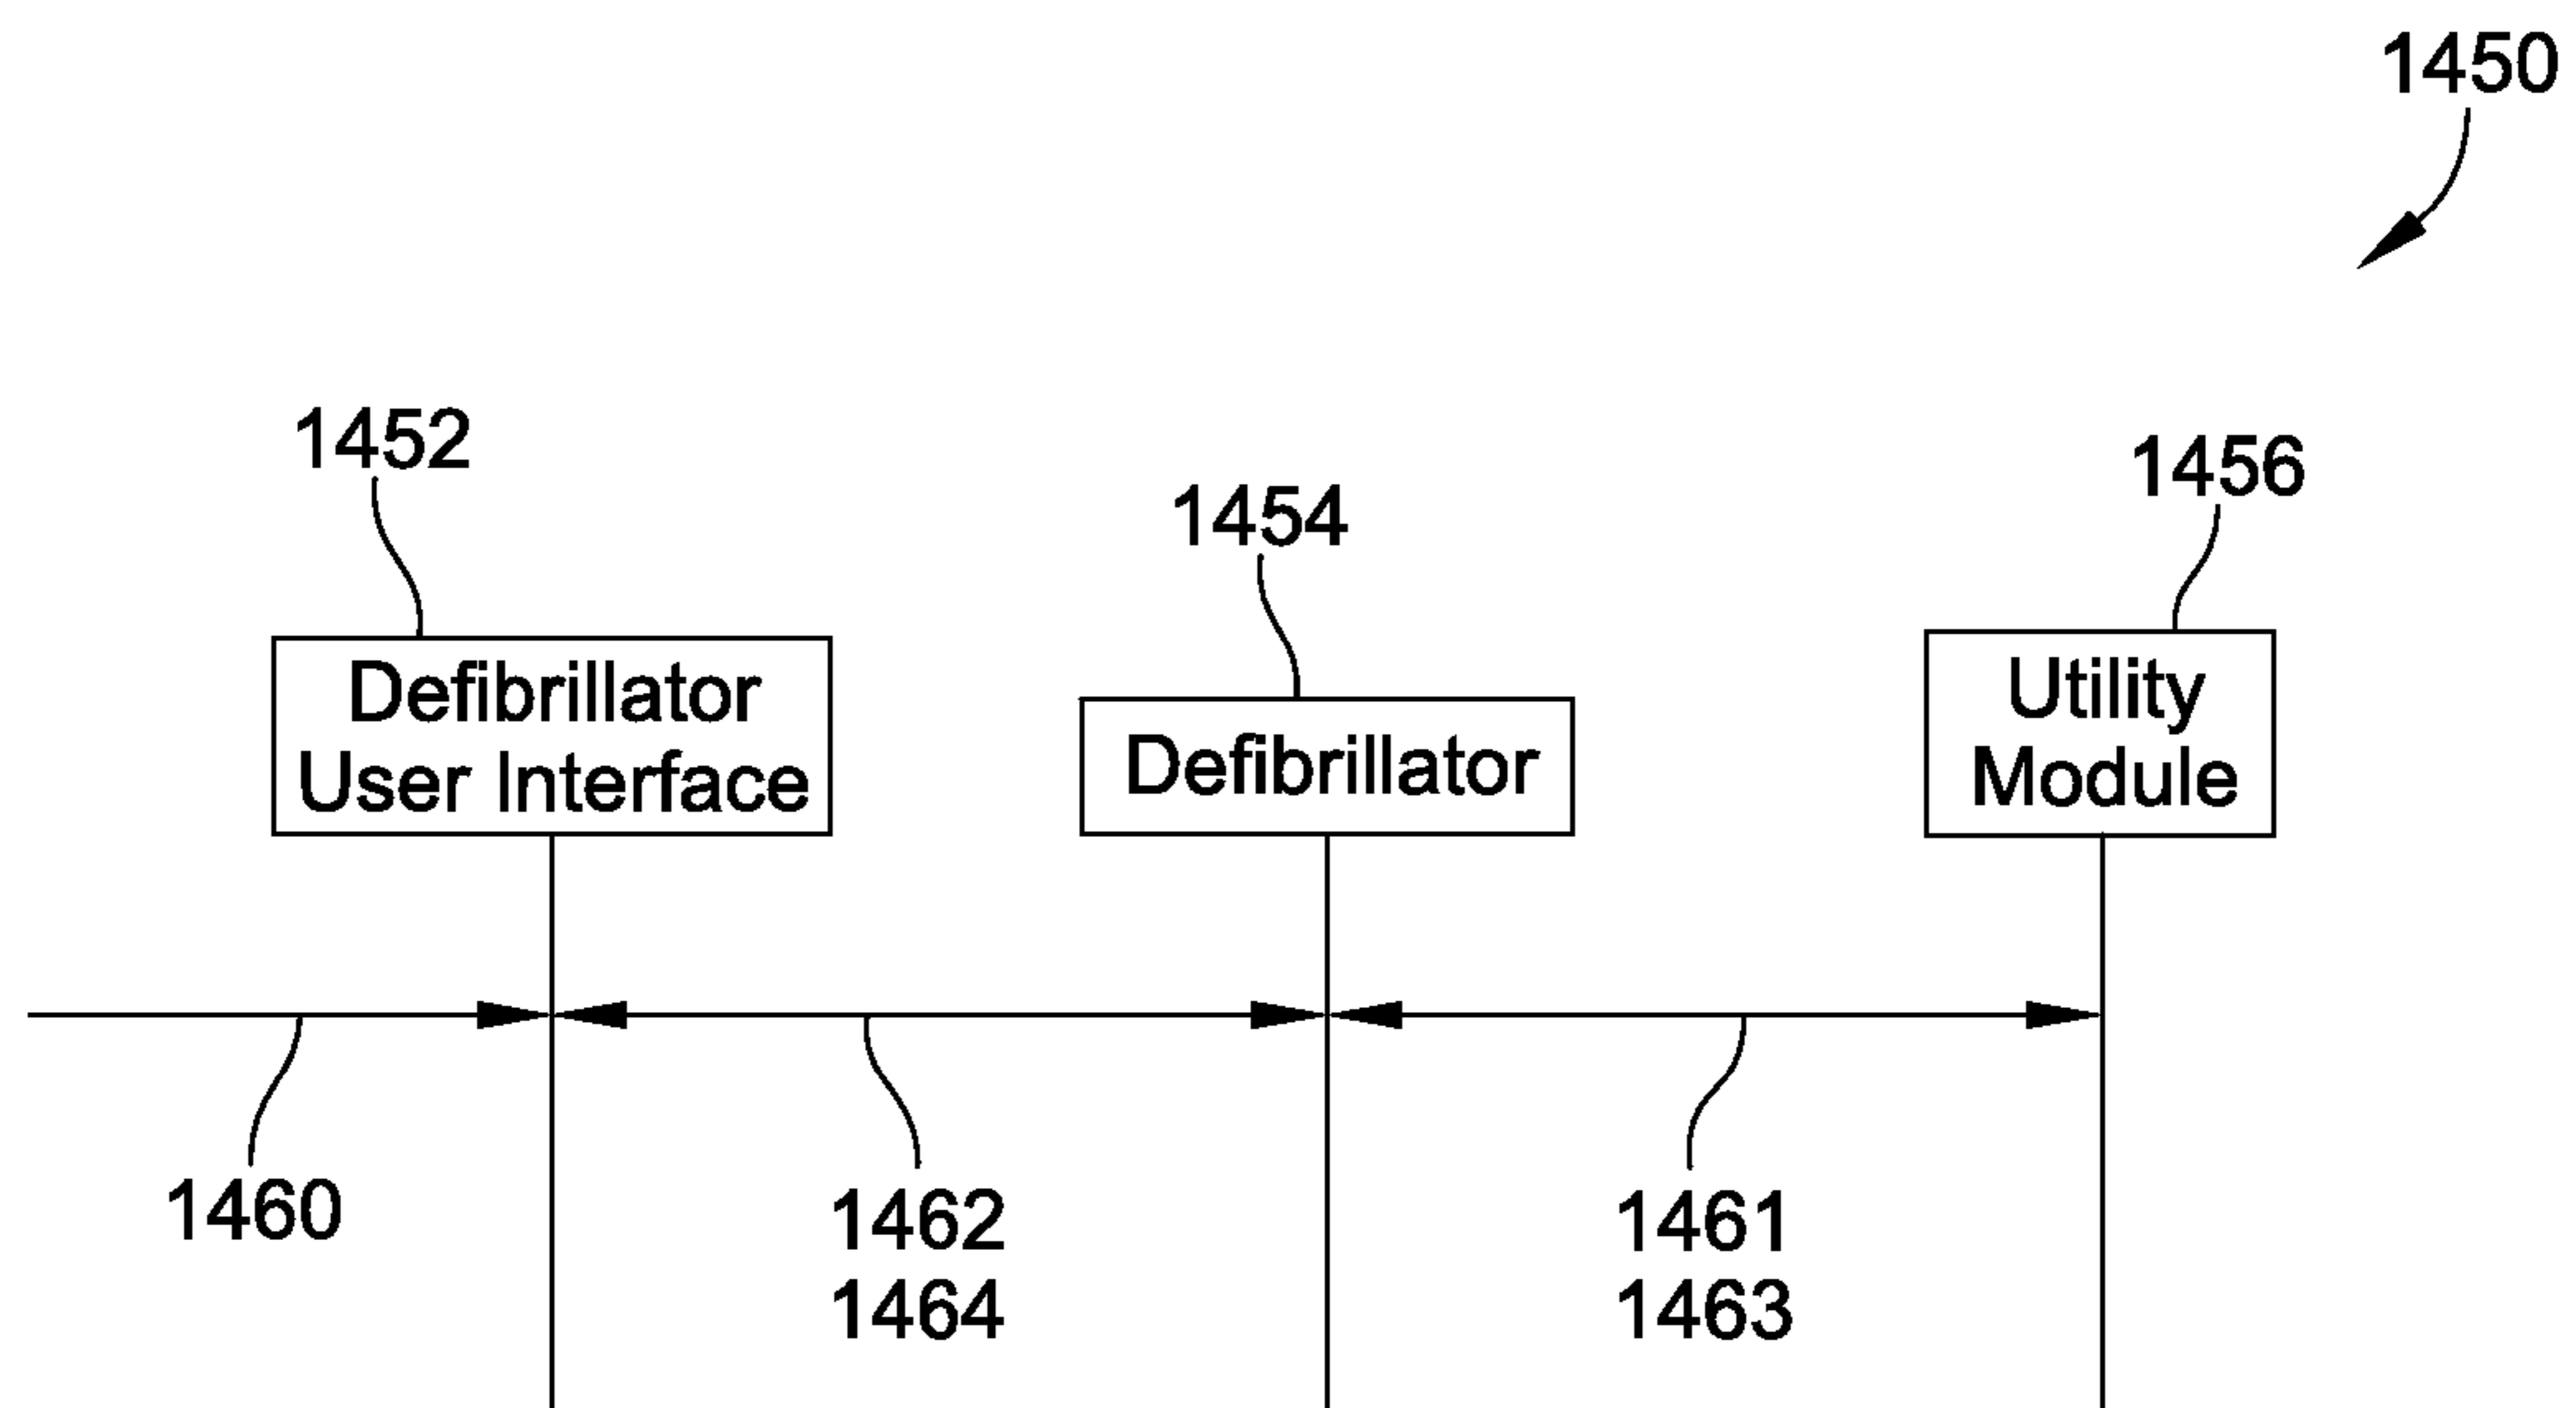 1450
1452
1454
1456
Defibrillator
User Interface
Defibrillator
Utility
Module
1460
1462
1464
1461
1463